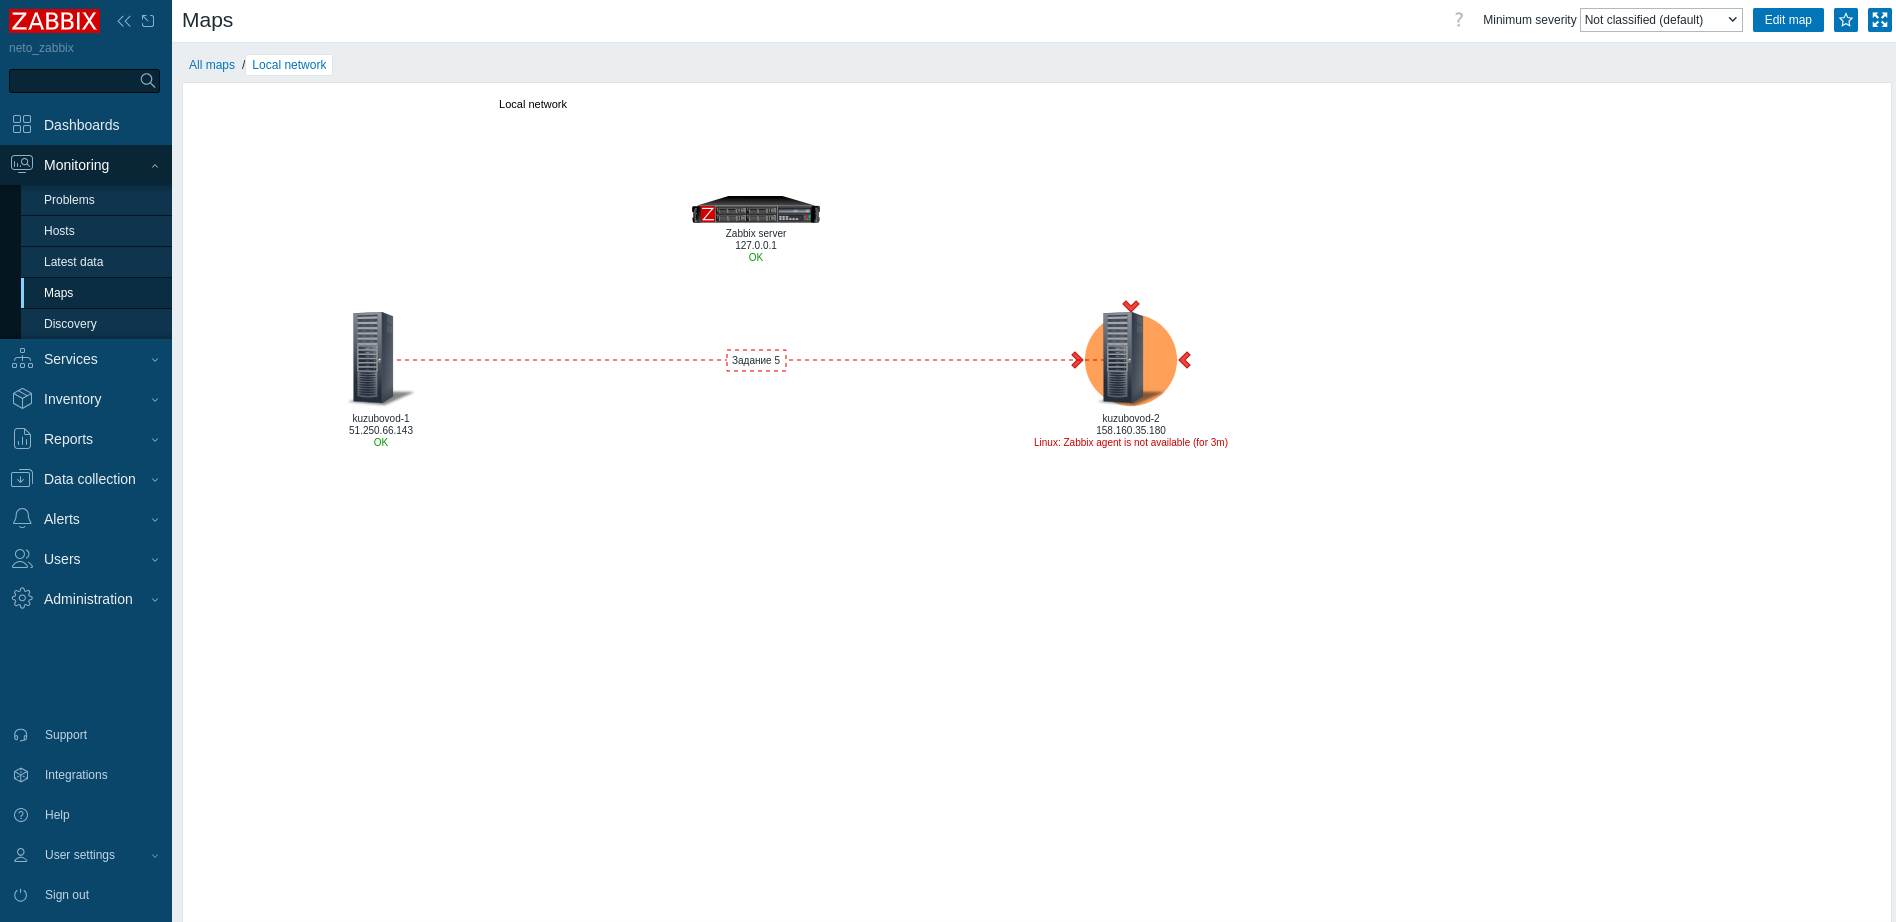 ZABBIX
neto_zabbix
Dashboards
Monitoring
Problems
Hosts
Latest data
Maps
Discovery
Services
Inventory
Reports
Data collection
Alerts
Users
Administration
Support
Integrations
Help
User settings
Sign out
Maps
? Minimum severity Not classified (default) Edit map
All maps / Local network
Local network
Z
Zabbix server
127.0.0.1
OK
Задание 5
kuzubovod-1
51.250.66.143
OK
kuzubovod-2
158.160.35.180
Linux: Zabbix agent is not available (for 3m)